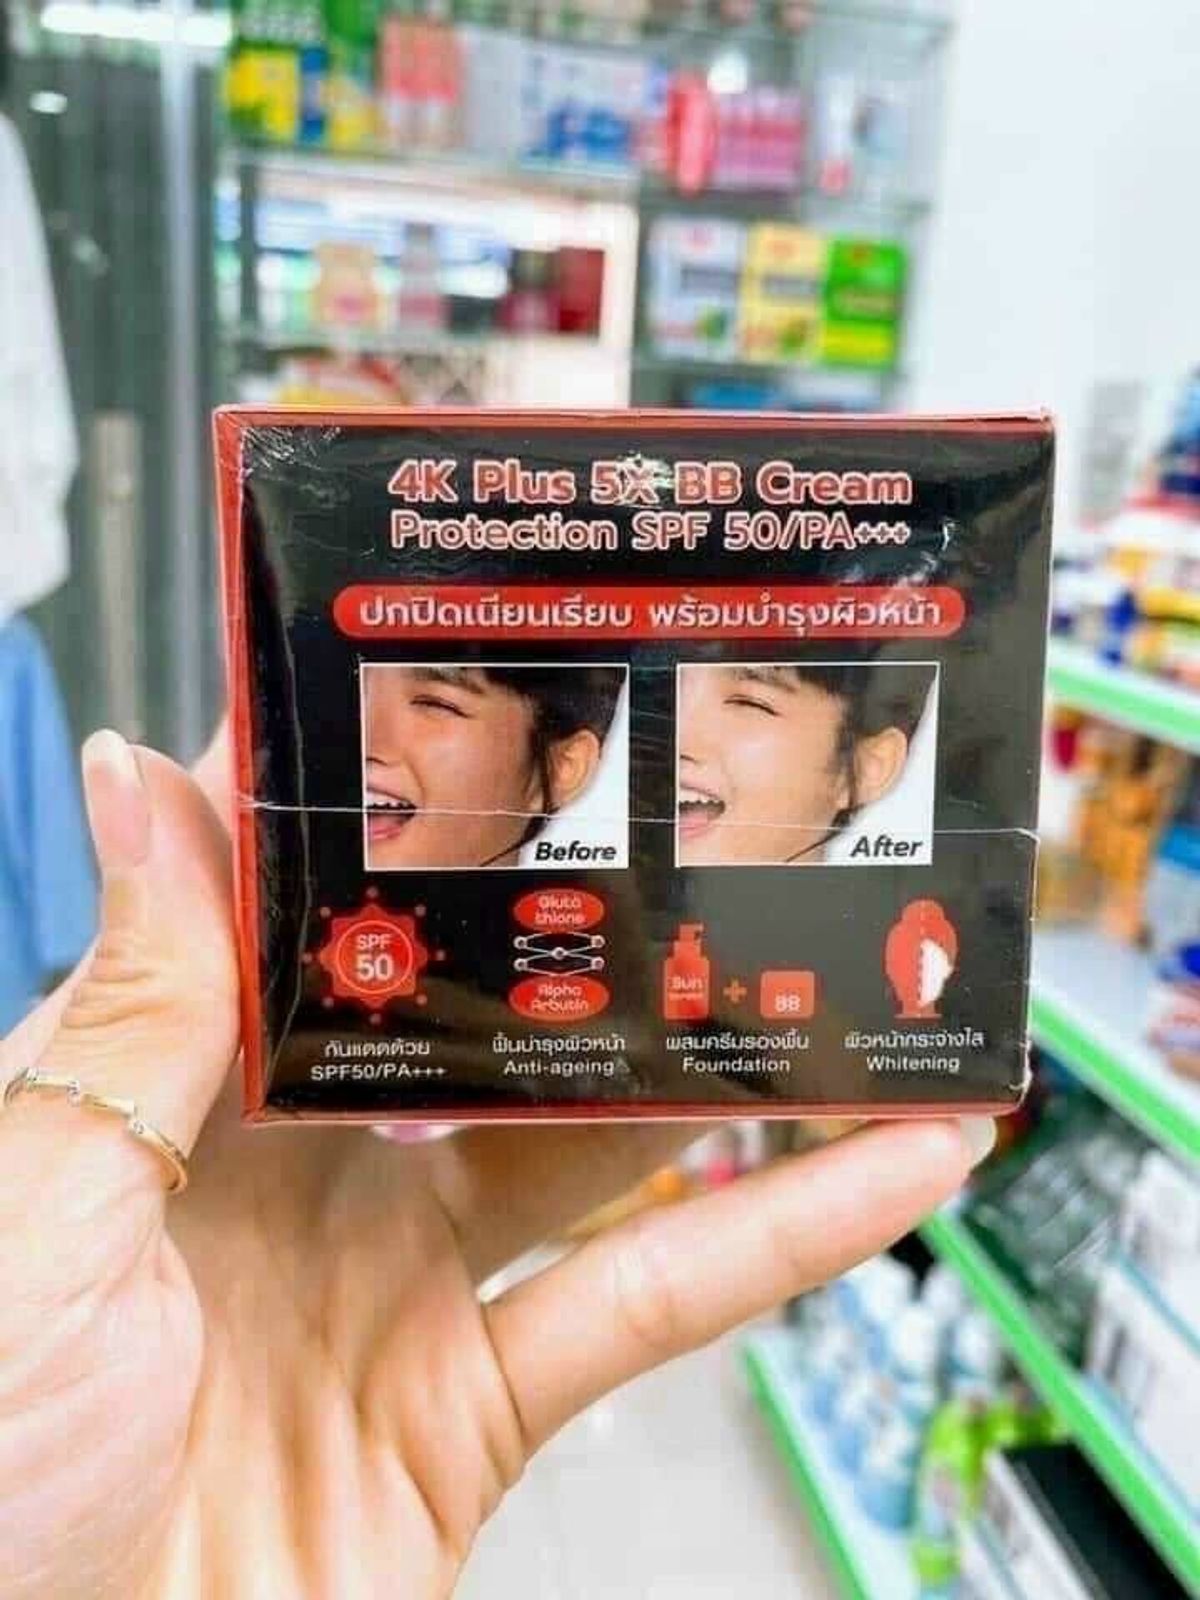 4K Plus 5X BB Cream
Protection SPF 50/PA+++
ปกปิดเนียนเรียบ พร้อมบำรุงผิวหน้า
Before
After
SPF
50
Gluta
thione
Alpha
Arbutin
Sun
BB
กันแดดด้วย
SPF50/PA+++
ฟื้นบำรุงผิวหน้า
Anti-ageing
ผสมครีมรองพื้น
Foundation
ผิวหน้ากระจ่างใส
Whitening